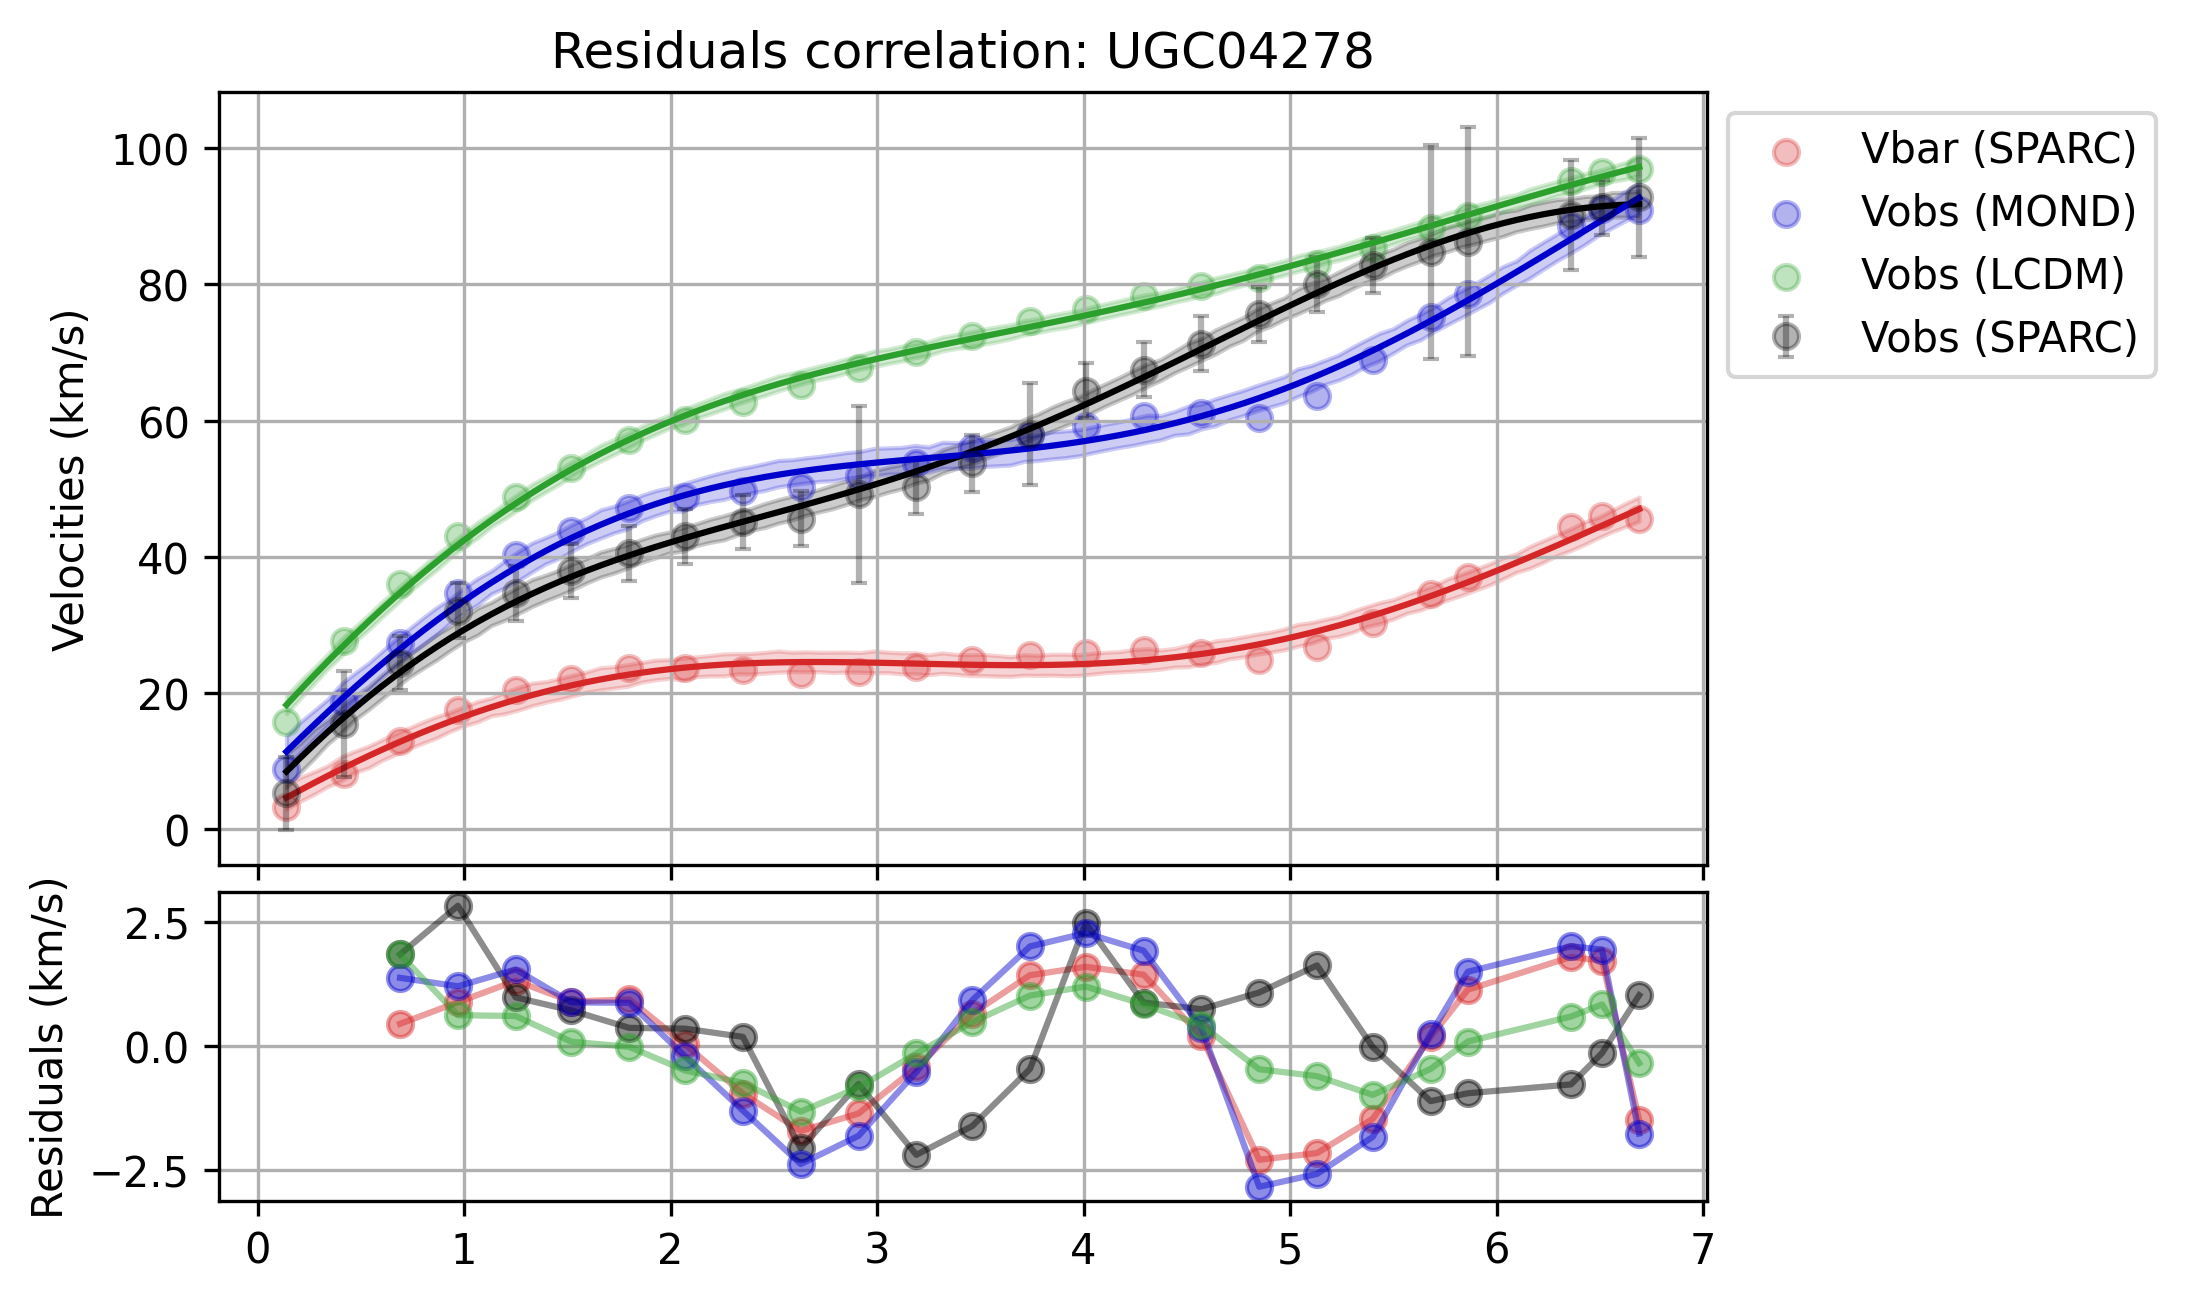 Residuals correlation: UGC04278
Velocities (km/s)
100
80
60
40
20
0
Vbar (SPARC)
Vobs (MOND)
Vobs (LCDM)
Vobs (SPARC)
Residuals (km/s)
2.5
0.0
−2.5
0 1 2 3 4 5 6 7